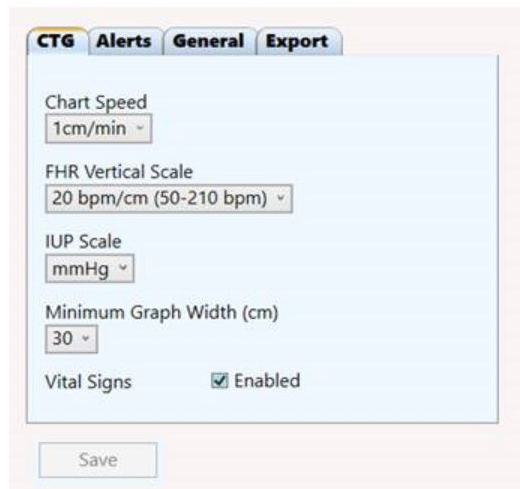 CTG Alerts General Export
Chart Speed
1cm/min
FHR Vertical Scale
20 bpm/cm (50-210 bpm)
IUP Scale
mmHg
Minimum Graph Width (cm)
30
Vital Signs Enabled
Save